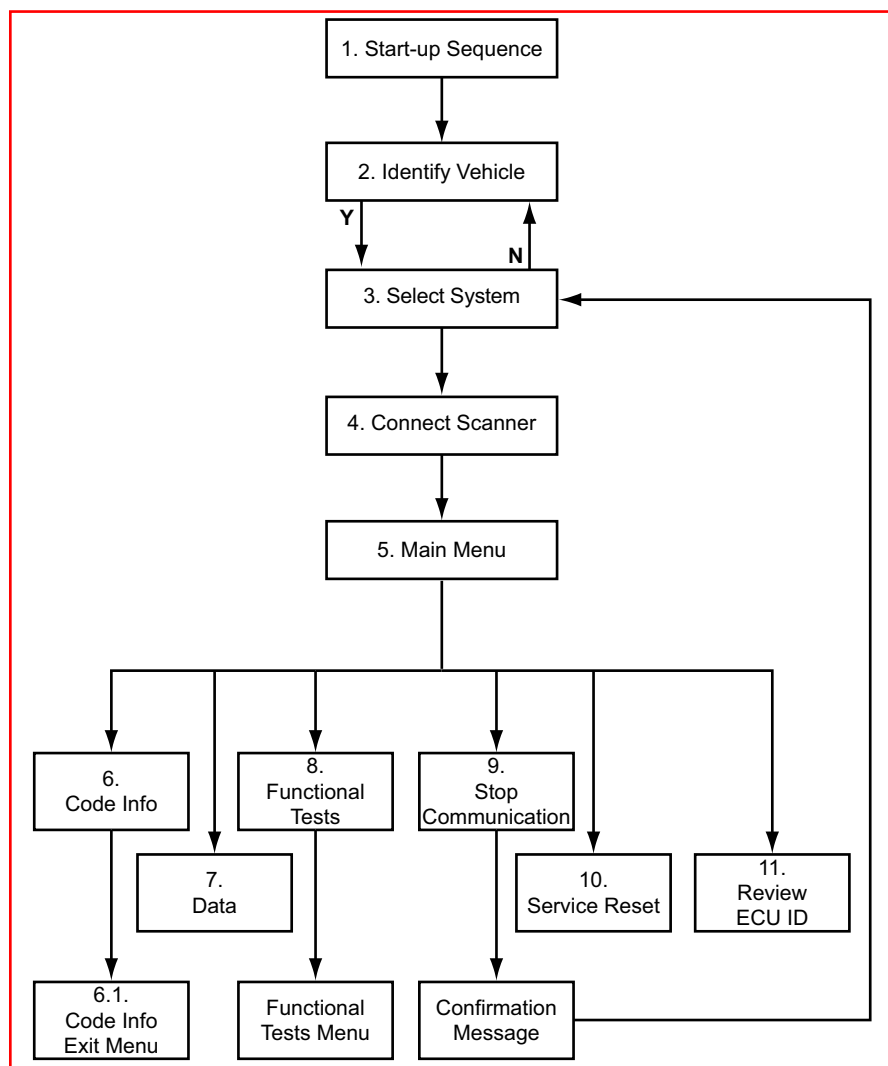 1. Start-up Sequence
2. Identify Vehicle
Y
N
3. Select System
4. Connect Scanner
5. Main Menu
6.
Code Info
8.
Functional
Tests
9.
Stop
Communication
7.
Data
10.
Service Reset
11.
Review
ECU ID
6.1.
Code Info
Exit Menu
Functional
Tests Menu
Confirmation
Message